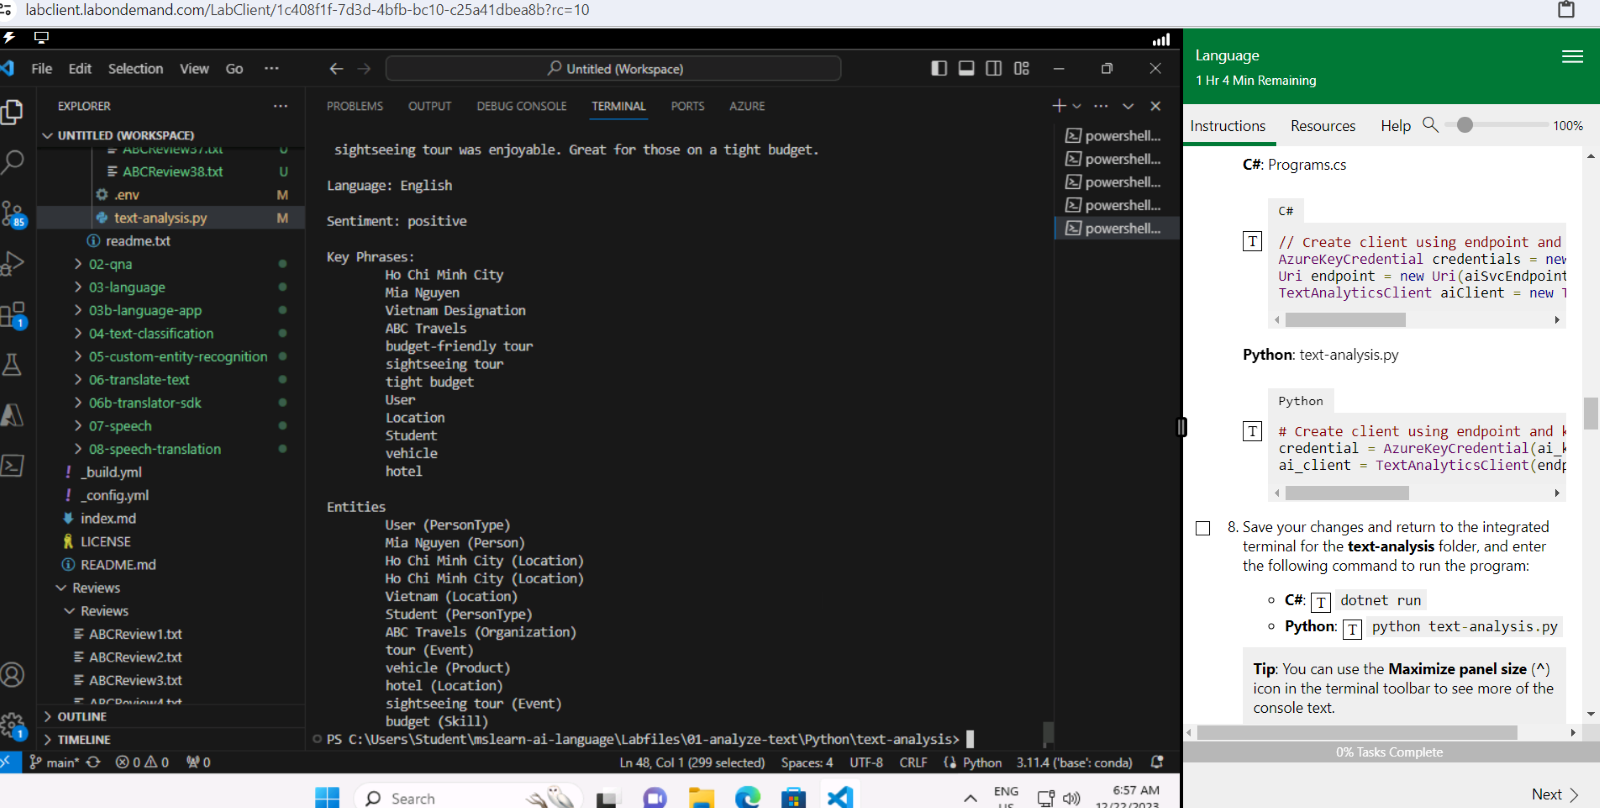 labclient.labondemand.com/LabClient/1c408f1f-7d3d-4bfb-bc10-c25a41dbea8b?rc=10
File Edit Selection View Go ···
Untitled (Workspace)
EXPLORER
UNTITLED (WORKSPACE)
ABCReview37.txt U
ABCReview38.txt U
.env M
text-analysis.py M
readme.txt
02-qna
03-language
03b-language-app
04-text-classification
05-custom-entity-recognition
06-translate-text
06b-translator-sdk
07-speech
08-speech-translation
_build.yml
_config.yml
index.md
LICENSE
README.md
Reviews
Reviews
ABCReview1.txt
ABCReview2.txt
ABCReview3.txt
ABCReview4.txt
OUTLINE
TIMELINE
85
1
1
PROBLEMS OUTPUT DEBUG CONSOLE TERMINAL PORTS AZURE
sightseeing tour was enjoyable. Great for those on a tight budget.
Language: English
Sentiment: positive
Key Phrases:
Ho Chi Minh City
Mia Nguyen
Vietnam Designation
ABC Travels
budget-friendly tour
sightseeing tour
tight budget
User
Location
Student
vehicle
hotel
Entities
User (PersonType)
Mia Nguyen (Person)
Ho Chi Minh City (Location)
Ho Chi Minh City (Location)
Vietnam (Location)
Student (PersonType)
ABC Travels (Organization)
tour (Event)
vehicle (Product)
hotel (Location)
sightseeing tour (Event)
budget (Skill)
PS C:\Users\Student\mslearn-ai-language\Labfiles\01-analyze-text\Python\text-analysis>
powershell...
powershell...
powershell...
powershell...
powershell...
main* 0 0 0 Ln 48, Col 1 (299 selected) Spaces: 4 UTF-8 CRLF Python 3.11.4 ('base': conda)
Search
ENG
US
6:57 AM
12/22/2023
Language
1 Hr 4 Min Remaining
Instructions Resources Help 100%
C#: Programs.cs
C#
T
// Create client using endpoint and
AzureKeyCredential credentials = new
Uri endpoint = new Uri(aiSvcEndpoint
TextAnalyticsClient aiClient = new T
Python: text-analysis.py
Python
T
# Create client using endpoint and k
credential = AzureKeyCredential(ai_k
ai_client = TextAnalyticsClient(endp
8. Save your changes and return to the integrated
terminal for the text-analysis folder, and enter
the following command to run the program:
C#: T dotnet run
Python: T python text-analysis.py
Tip: You can use the Maximize panel size (^)
icon in the terminal toolbar to see more of the
console text.
0% Tasks Complete
Next